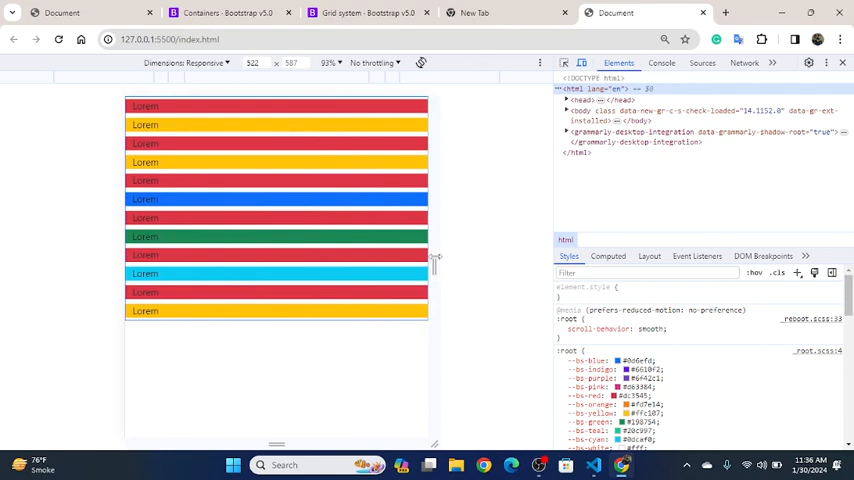 Document
Containers - Bootstrap v5.0
Grid system - Bootstrap v5.0
New Tab
Document
127.0.0.1:5500/index.html
Dimensions: Responsive
522 × 587 93% No throttling
Elements Console Sources Network
<!DOCTYPE html>
<html lang="en"> == $0
<head> </head>
<body class data-new-gr-c-s-check-loaded="14.1152.0" data-gr-ext-
installed> </body>
<grammarly-desktop-integration data-grammarly-shadow-root="true">
</grammarly-desktop-integration>
</html>
Lorem
Lorem
Lorem
Lorem
Lorem
Lorem
Lorem
Lorem
Lorem
Lorem
Lorem
Lorem
html
Styles Computed Layout Event Listeners DOM Breakpoints
Filter :hov .cls
element.style {
}
@media (prefers-reduced-motion: no-preference)
:root { _reboot.scss:33
scroll-behavior: smooth;
}
:root { _root.scss:4
--bs-blue: #0d6efd;
--bs-indigo: #6610f2;
--bs-purple: #6f42c1;
--bs-pink: #d63384;
--bs-red: #dc3545;
--bs-orange: #fd7e14;
--bs-yellow: #ffc107;
--bs-green: #198754;
--bs-teal: #20c997;
--bs-cyan: #0dcaf0;
--bs-white: #fff;
76°F
Smoke
Search
11:36 AM
1/30/2024